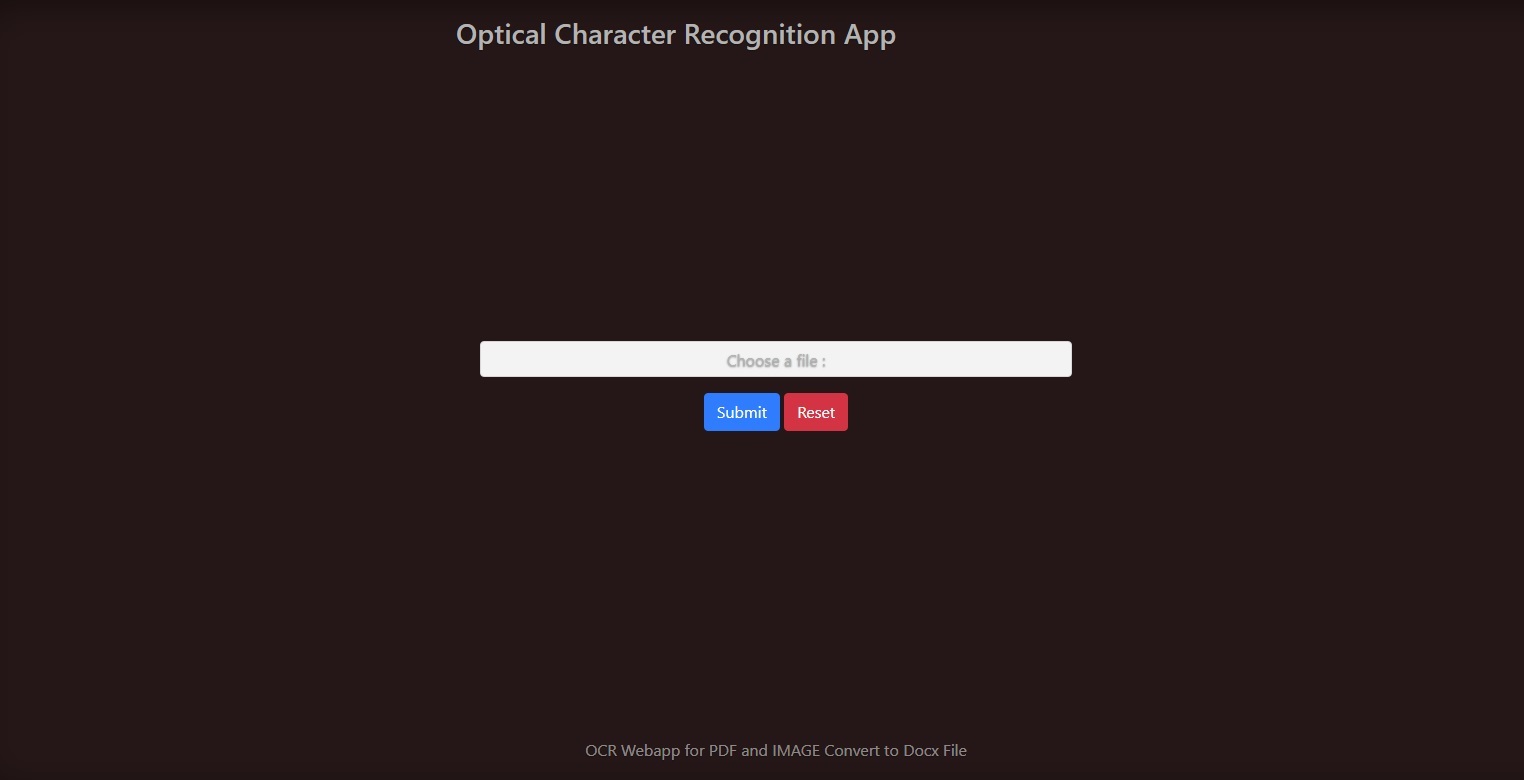 Optical Character Recognition App
Choose a file :
Submit Reset
OCR Webapp for PDF and IMAGE Convert to Docx File